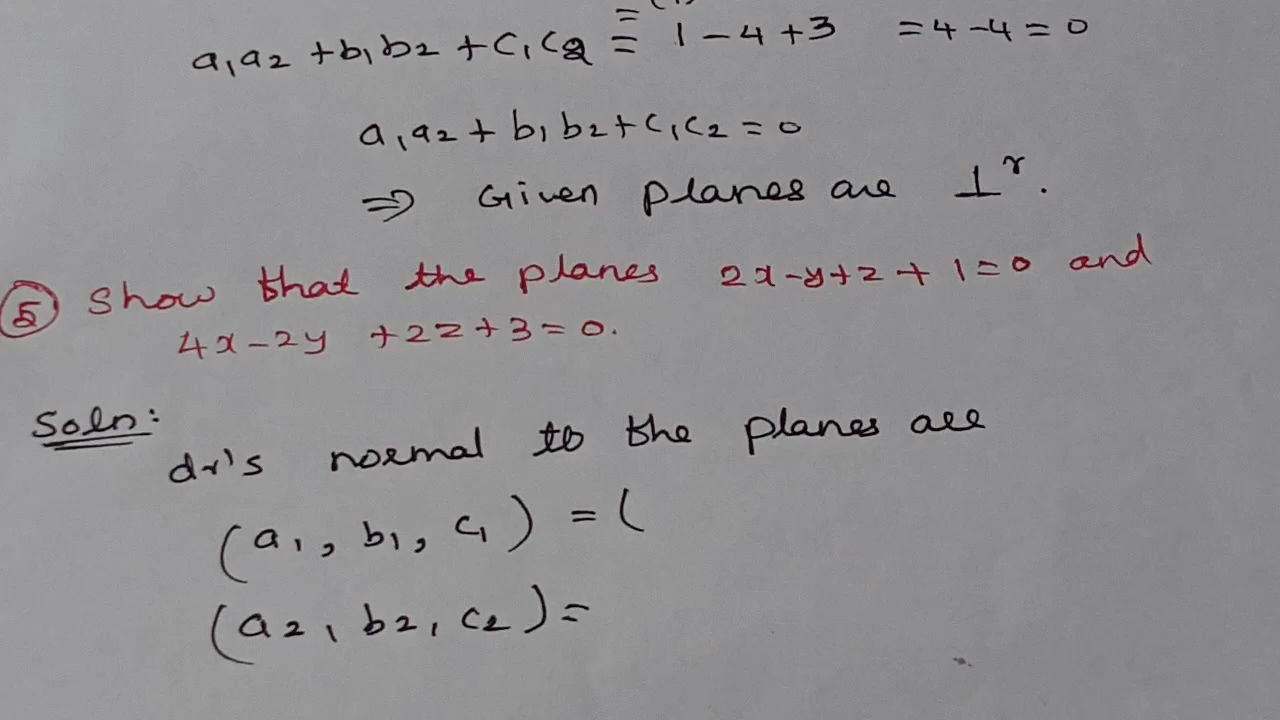 a₁a₂ + b₁b₂ + c₁c₂ = 1 - 4 + 3 = 4 - 4 = 0
a₁a₂ + b₁b₂ + c₁c₂ = 0
⇒ Given planes are ⊥ʳ.
⑤ Show that the planes 2x-y+z+1=0 and
4x-2y +2z+3=0.
Soln:
dr's normal to the planes are
(a₁, b₁, c₁) = (
(a₂, b₂, c₂) =